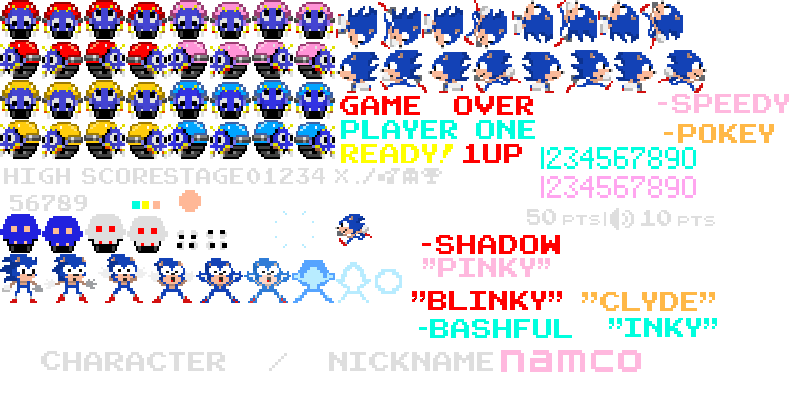 GAME OVER
-SPEEDY
PLAYER ONE
-POKEY
READY! 1UP
1234567890
HIGH SCORESTAGE01234 X./
1234567890
56789
50 PTS 10 PTS
-SHADOW
"PINKY"
"BLINKY" "CLYDE"
-BASHFUL "INKY"
CHARACTER / NICKNAME namco